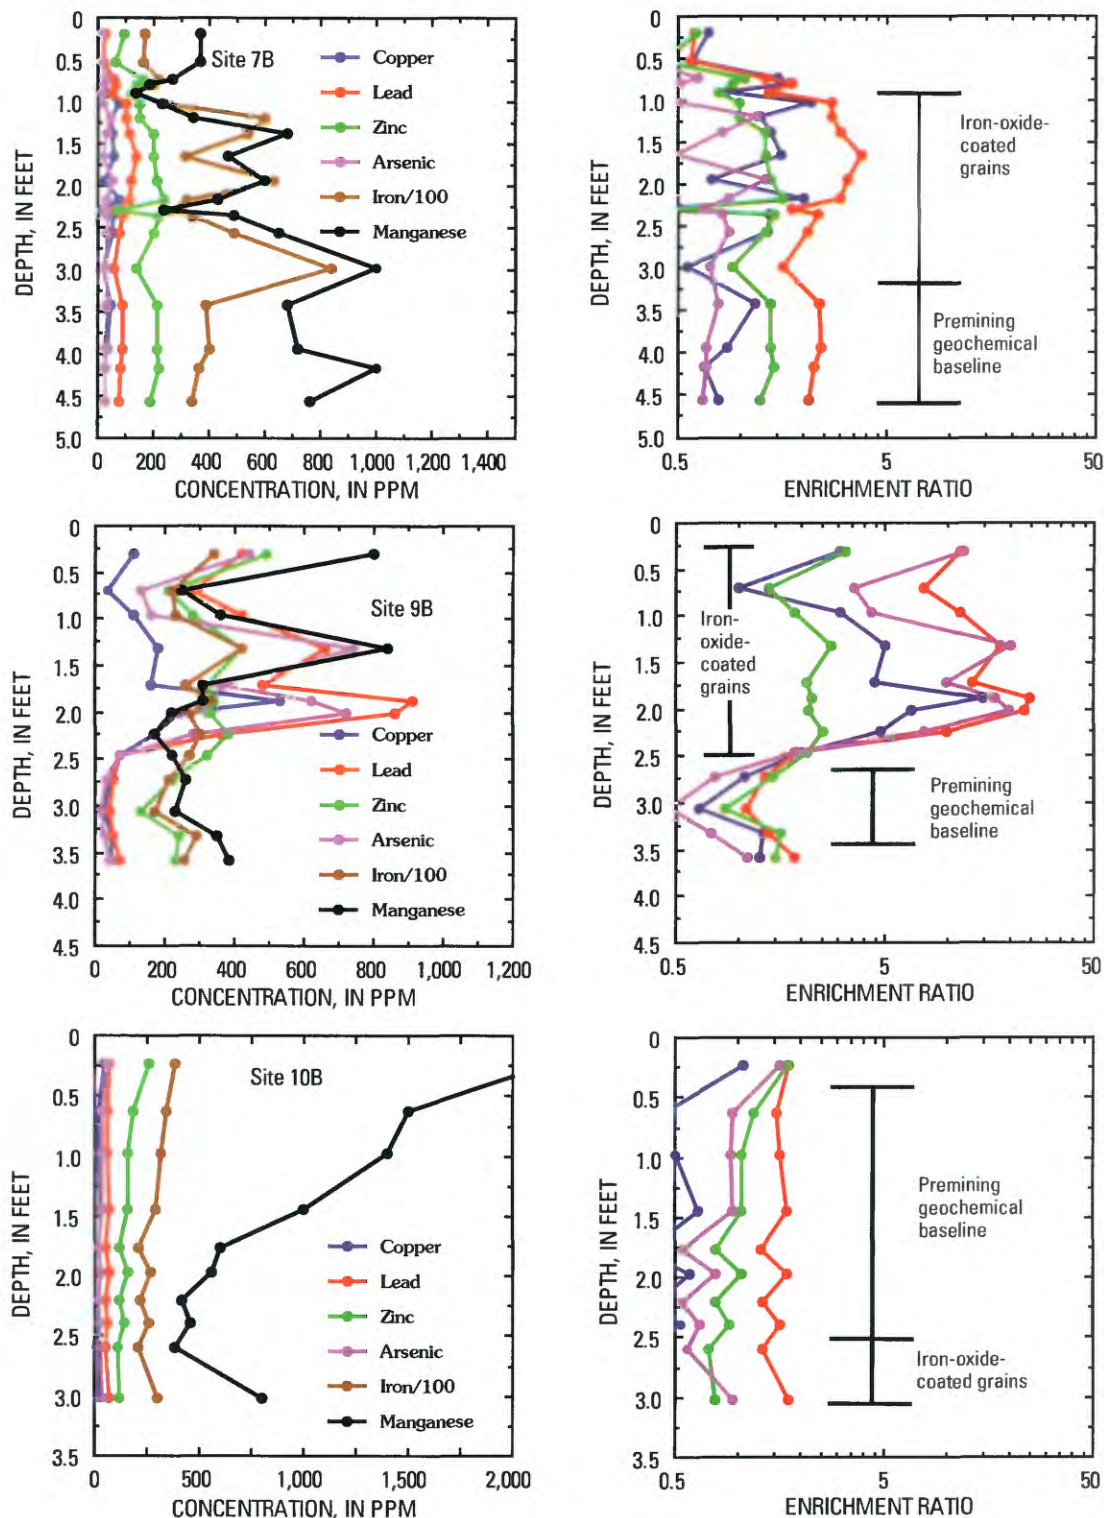 Site 7B
Copper
Lead
Zinc
Arsenic
Iron/100
Manganese
DEPTH, IN FEET
0
0.5
1.0
1.5
2.0
2.5
3.0
3.5
4.0
4.5
5.0
0 200 400 600 800 1,000 1,200 1,400
CONCENTRATION, IN PPM
DEPTH, IN FEET
0
0.5
1.0
1.5
2.0
2.5
3.0
3.5
4.0
4.5
5.0
Iron-oxide-
coated
grains
Premining
geochemical
baseline
0.5 5 50
ENRICHMENT RATIO
Site 9B
Copper
Lead
Zinc
Arsenic
Iron/100
Manganese
DEPTH, IN FEET
0
0.5
1.0
1.5
2.0
2.5
3.0
3.5
4.0
4.5
0 200 400 600 800 1,000 1,200
CONCENTRATION, IN PPM
DEPTH, IN FEET
0
0.5
1.0
1.5
2.0
2.5
3.0
3.5
4.0
4.5
Iron-
oxide-
coated
grains
Premining
geochemical
baseline
0.5 5 50
ENRICHMENT RATIO
Site 10B
Copper
Lead
Zinc
Arsenic
Iron/100
Manganese
DEPTH, IN FEET
0
0.5
1.0
1.5
2.0
2.5
3.0
3.5
0 500 1,000 1,500 2,000
CONCENTRATION, IN PPM
DEPTH, IN FEET
0
0.5
1.0
1.5
2.0
2.5
3.0
3.5
Premining
geochemical
baseline
Iron-oxide-
coated grains
0.5 5 50
ENRICHMENT RATIO